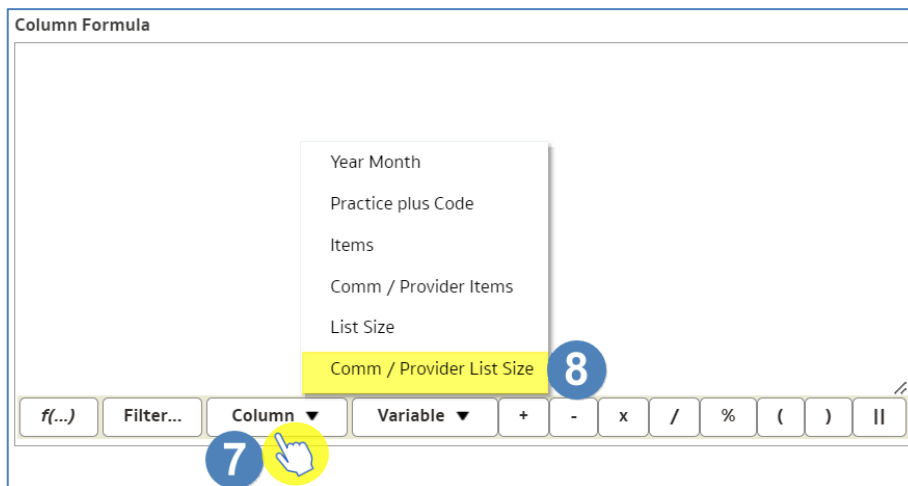 Column Formula
Year Month
Practice plus Code
Items
Comm / Provider Items
List Size
Comm / Provider List Size 8
f(...) Filter... Column ▼ Variable ▼ + - x / % ( ) ||
7